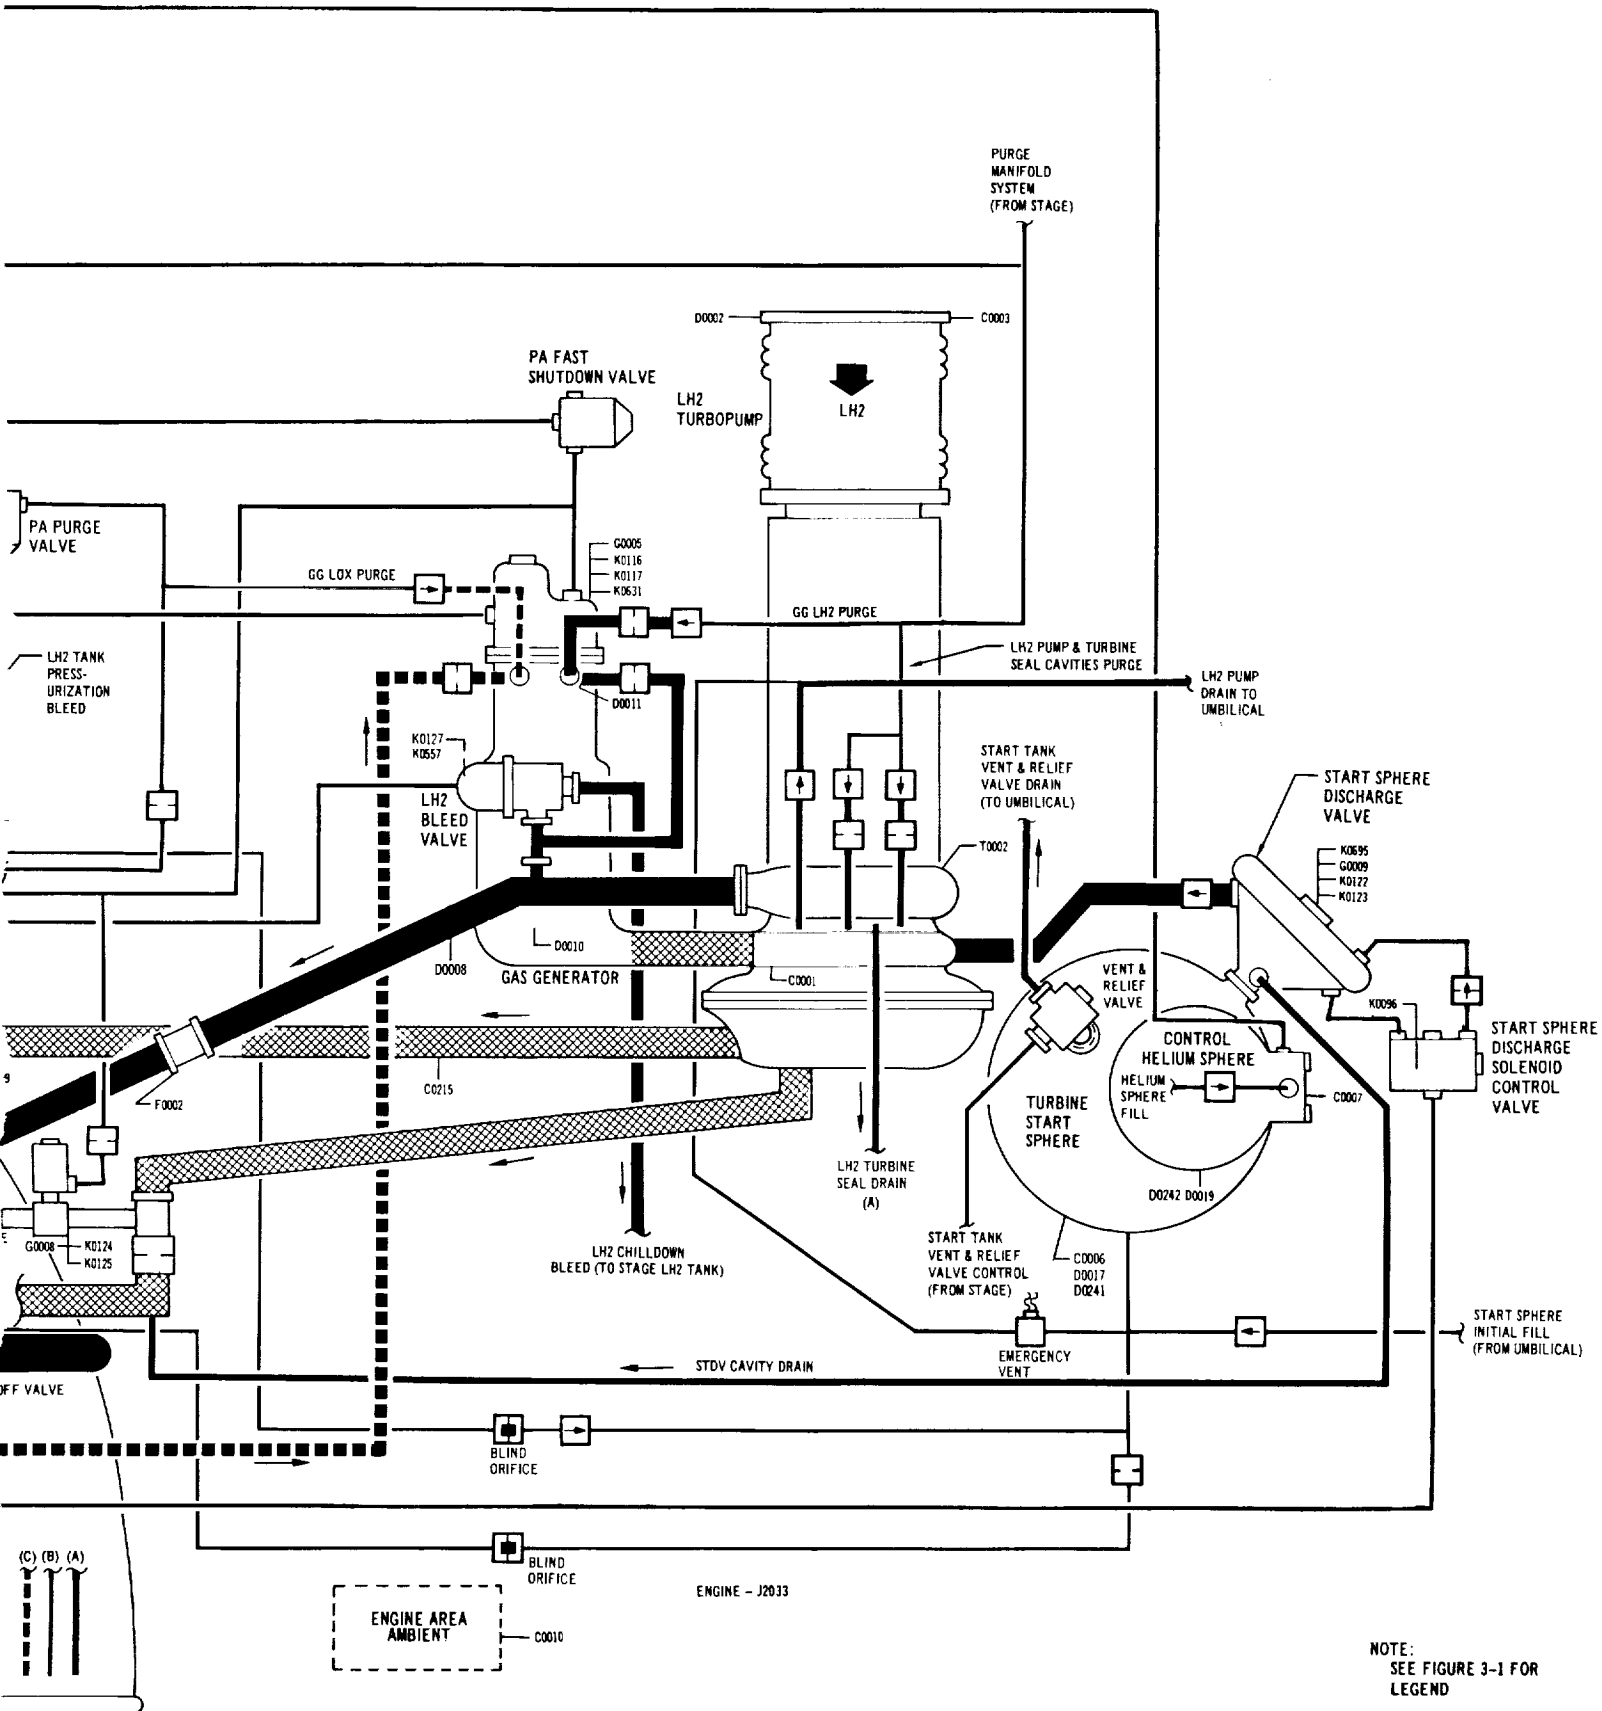 PURGE
MANIFOLD
SYSTEM
(FROM STAGE)
D0002
C0003
PA FAST
SHUTDOWN VALVE
LH2
TURBOPUMP
LH2
PA PURGE
VALVE
GG LOX PURGE
G0005
K0116
K0117
K0631
GG LH2 PURGE
LH2 PUMP & TURBINE
SEAL CAVITIES PURGE
LH2 TANK
PRESS-
URIZATION
BLEED
LH2 PUMP
DRAIN TO
UMBILICAL
D0011
K0127
K0557
LH2
BLEED
VALVE
START TANK
VENT & RELIEF
VALVE DRAIN
(TO UMBILICAL)
START SPHERE
DISCHARGE
VALVE
T0002
K0695
G0009
K0122
K0123
D0010
D0008
GAS GENERATOR
C0001
VENT &
RELIEF
VALVE
K0096
START SPHERE
DISCHARGE
SOLENOID
CONTROL
VALVE
CONTROL
HELIUM SPHERE
HELIUM
SPHERE
FILL
C0007
9
F0002
C0215
TURBINE
START
SPHERE
LH2 TURBINE
SEAL DRAIN
(A)
D0242 D0019
E
G0008
K0124
K0125
LH2 CHILLDOWN
BLEED (TO STAGE LH2 TANK)
START TANK
VENT & RELIEF
VALVE CONTROL
(FROM STAGE)
C0006
D0017
D0241
START SPHERE
INITIAL FILL
(FROM UMBILICAL)
EMERGENCY
VENT
STDV CAVITY DRAIN
OFF VALVE
BLIND
ORIFICE
(C) (B) (A)
BLIND
ORIFICE
ENGINE - J2033
ENGINE AREA
AMBIENT
C0010
NOTE:
SEE FIGURE 3-1 FOR
LEGEND